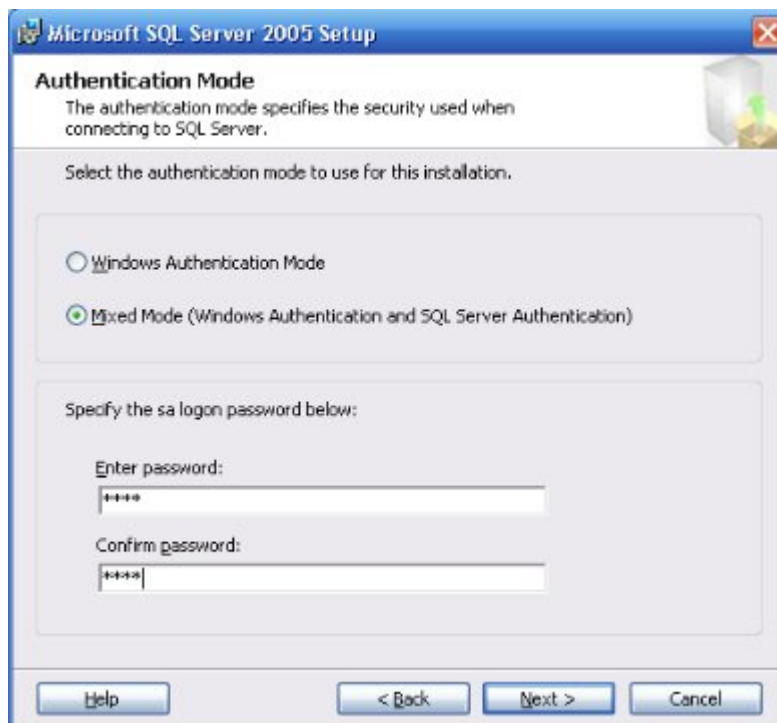 Microsoft SQL Server 2005 Setup
Authentication Mode
The authentication mode specifies the security used when
connecting to SQL Server.
Select the authentication mode to use for this installation.
Windows Authentication Mode
Mixed Mode (Windows Authentication and SQL Server Authentication)
Specify the sa logon password below:
Enter password:
****
Confirm password:
****
Help
< Back
Next >
Cancel